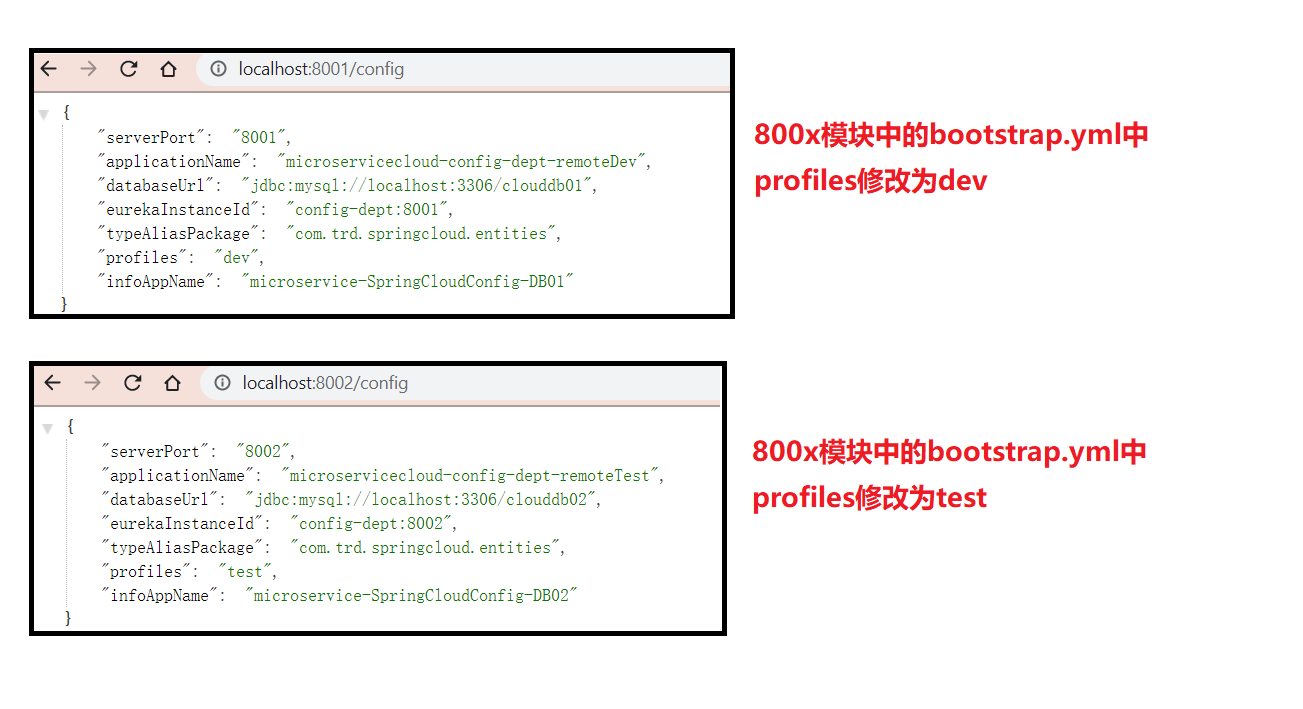 localhost:8001/config
{
"serverPort": "8001",
"applicationName": "microservicecloud-config-dept-remoteDev",
"databaseUrl": "jdbc:mysql://localhost:3306/clouddb01",
"eurekaInstanceId": "config-dept:8001",
"typeAliasPackage": "com.trd.springcloud.entities",
"profiles": "dev",
"infoAppName": "microservice-SpringCloudConfig-DB01"
}
800x模块中的bootstrap.yml中
profiles修改为dev
localhost:8002/config
{
"serverPort": "8002",
"applicationName": "microservicecloud-config-dept-remoteTest",
"databaseUrl": "jdbc:mysql://localhost:3306/clouddb02",
"eurekaInstanceId": "config-dept:8002",
"typeAliasPackage": "com.trd.springcloud.entities",
"profiles": "test",
"infoAppName": "microservice-SpringCloudConfig-DB02"
}
800x模块中的bootstrap.yml中
profiles修改为test